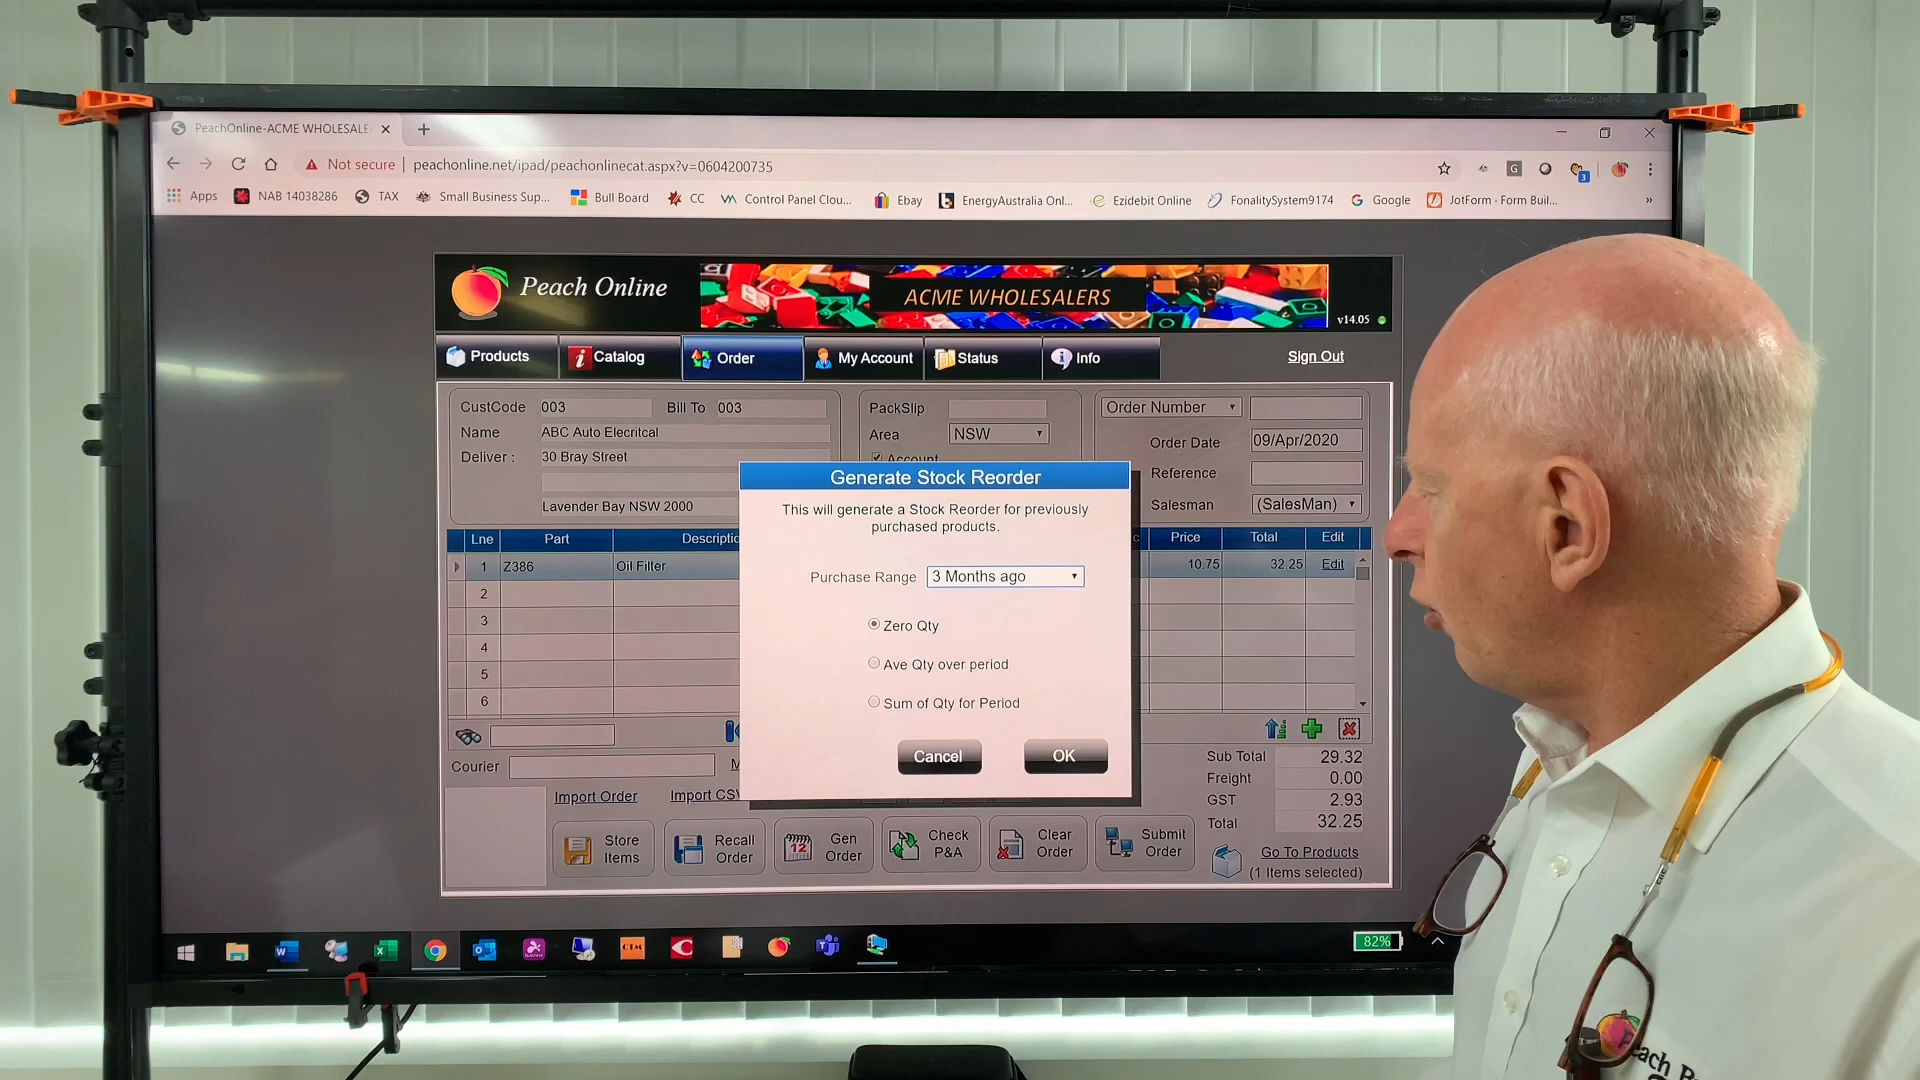 PeachOnline-ACME WHOLESALE
Not secure peachonline.net/ipad/peachonlinecat.aspx?v=0604200735
Apps NAB 14038286 TAX Small Business Sup... Bull Board CC Control Panel Clou... Ebay EnergyAustralia Onl... Ezidebit Online FonalitySystem9174 Google JotForm - Form Buil... »
Peach Online
ACME WHOLESALERS
v14.05
Products Catalog Order My Account Status Info Sign Out
CustCode 003 Bill To 003 PackSlip Order Number
Name ABC Auto Elecritcal Area NSW Order Date 09/Apr/2020
Deliver : 30 Bray Street Account Reference
Lavender Bay NSW 2000 Salesman (SalesMan)
Generate Stock Reorder
This will generate a Stock Reorder for previously
purchased products.
Purchase Range 3 Months ago
Zero Qty
Ave Qty over period
Sum of Qty for Period
Cancel OK
Lne Part Descriptio c Price Total Edit
1 Z386 Oil Filter 10.75 32.25 Edit
2
3
4
5
6
Courier
Import Order Import CSV
Sub Total 29.32
Freight 0.00
GST 2.93
Total 32.25
Store
Items
Recall
Order
12
Gen
Order
Check
P&A
Clear
Order
Submit
Order
Go To Products
(1 Items selected)
82%
CTM
Peach